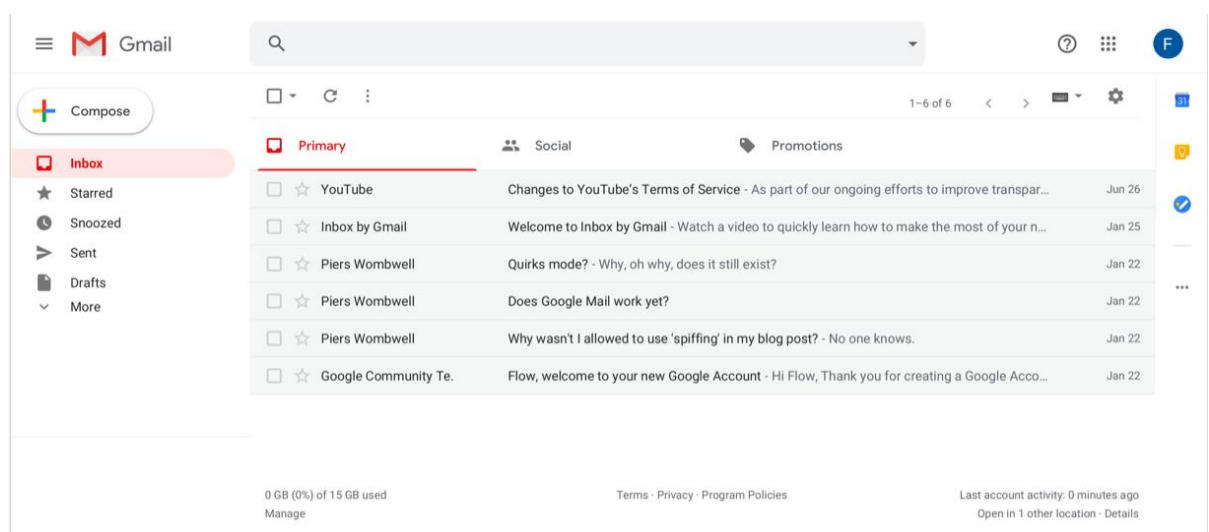 Gmail
F
Compose
1–6 of 6
31
Primary
Social
Promotions
Inbox
Starred
Snoozed
Sent
Drafts
More
YouTube Changes to YouTube's Terms of Service - As part of our ongoing efforts to improve transpar... Jun 26
Inbox by Gmail Welcome to Inbox by Gmail - Watch a video to quickly learn how to make the most of your n... Jan 25
Piers Wombwell Quirks mode? - Why, oh why, does it still exist? Jan 22
Piers Wombwell Does Google Mail work yet? Jan 22
Piers Wombwell Why wasn't I allowed to use 'spiffing' in my blog post? - No one knows. Jan 22
Google Community Te. Flow, welcome to your new Google Account - Hi Flow, Thank you for creating a Google Acco... Jan 22
0 GB (0%) of 15 GB used
Manage
Terms · Privacy · Program Policies
Last account activity: 0 minutes ago
Open in 1 other location · Details